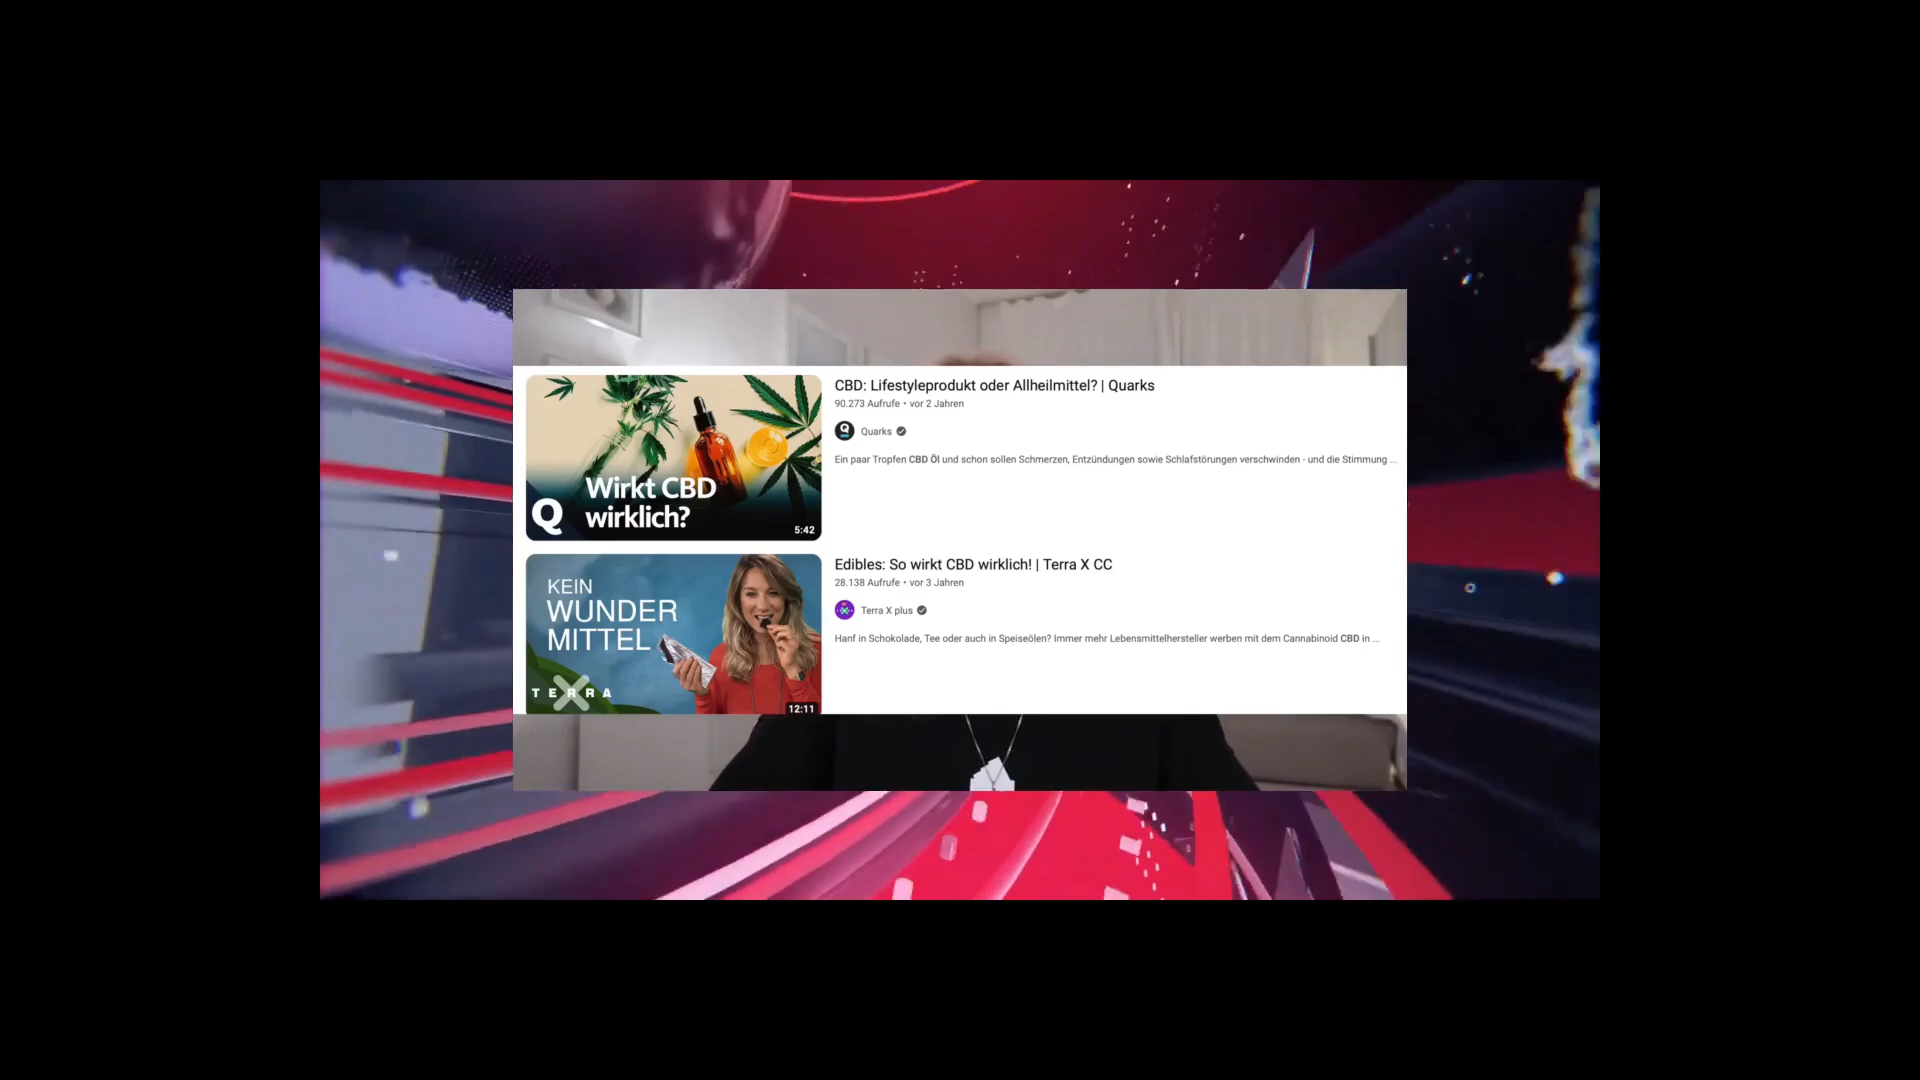 CBD: Lifestyleprodukt oder Allheilmittel? | Quarks
90.273 Aufrufe • vor 2 Jahren
Q Quarks
Ein paar Tropfen CBD Öl und schon sollen Schmerzen, Entzündungen sowie Schlafstörungen verschwinden - und die Stimmung ...
Wirkt CBD
wirklich?
Q
5:42
Edibles: So wirkt CBD wirklich! | Terra X CC
28.138 Aufrufe • vor 3 Jahren
Terra X plus
Hanf in Schokolade, Tee oder auch in Speiseölen? Immer mehr Lebensmittelhersteller werben mit dem Cannabinoid CBD in ...
KEIN
WUNDER
MITTEL
TERRA X
12:11